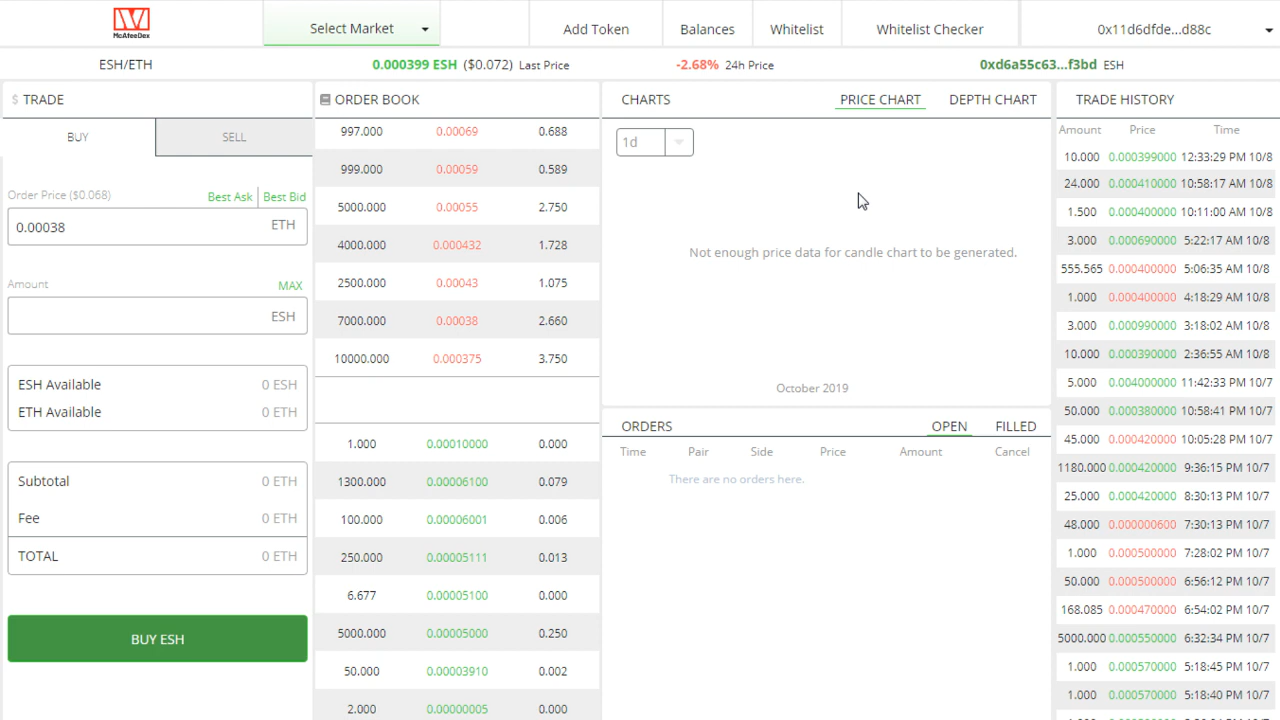 McAfeeDex
Select Market
Add Token
Balances
Whitelist
Whitelist Checker
0x11d6dfde...d88c
ESH/ETH
0.000399 ESH ($0.072) Last Price
-2.68% 24h Price
0xd6a55c63...f3bd ESH
$ TRADE
BUY
SELL
Order Price ($0.068)
Best Ask
Best Bid
0.00038
ETH
Amount
MAX
ESH
ESH Available 0 ESH
ETH Available 0 ETH
Subtotal 0 ETH
Fee 0 ETH
TOTAL 0 ETH
BUY ESH
ORDER BOOK
997.000 0.00069 0.688
999.000 0.00059 0.589
5000.000 0.00055 2.750
4000.000 0.000432 1.728
2500.000 0.00043 1.075
7000.000 0.00038 2.660
10000.000 0.000375 3.750
1.000 0.00010000 0.000
1300.000 0.00006100 0.079
100.000 0.00006001 0.006
250.000 0.00005111 0.013
6.677 0.00005100 0.000
5000.000 0.00005000 0.250
50.000 0.00003910 0.002
2.000 0.00000005 0.000
CHARTS
PRICE CHART
DEPTH CHART
1d
Not enough price data for candle chart to be generated.
October 2019
ORDERS
OPEN
FILLED
Time Pair Side Price Amount Cancel
There are no orders here.
TRADE HISTORY
Amount Price Time
10.000 0.000399000 12:33:29 PM 10/8
24.000 0.000410000 10:58:17 AM 10/8
1.500 0.000400000 10:11:00 AM 10/8
3.000 0.000690000 5:22:17 AM 10/8
555.565 0.000400000 5:06:35 AM 10/8
1.000 0.000400000 4:18:29 AM 10/8
3.000 0.000990000 3:18:02 AM 10/8
10.000 0.000390000 2:36:55 AM 10/8
5.000 0.004000000 11:42:33 PM 10/7
50.000 0.000380000 10:58:41 PM 10/7
45.000 0.000420000 10:05:28 PM 10/7
1180.000 0.000420000 9:36:15 PM 10/7
25.000 0.000420000 8:30:13 PM 10/7
48.000 0.000000600 7:30:13 PM 10/7
1.000 0.000500000 7:28:02 PM 10/7
50.000 0.000500000 6:56:12 PM 10/7
168.085 0.000470000 6:54:02 PM 10/7
5000.000 0.000550000 6:32:34 PM 10/7
1.000 0.000570000 5:18:45 PM 10/7
1.000 0.000570000 5:18:40 PM 10/7